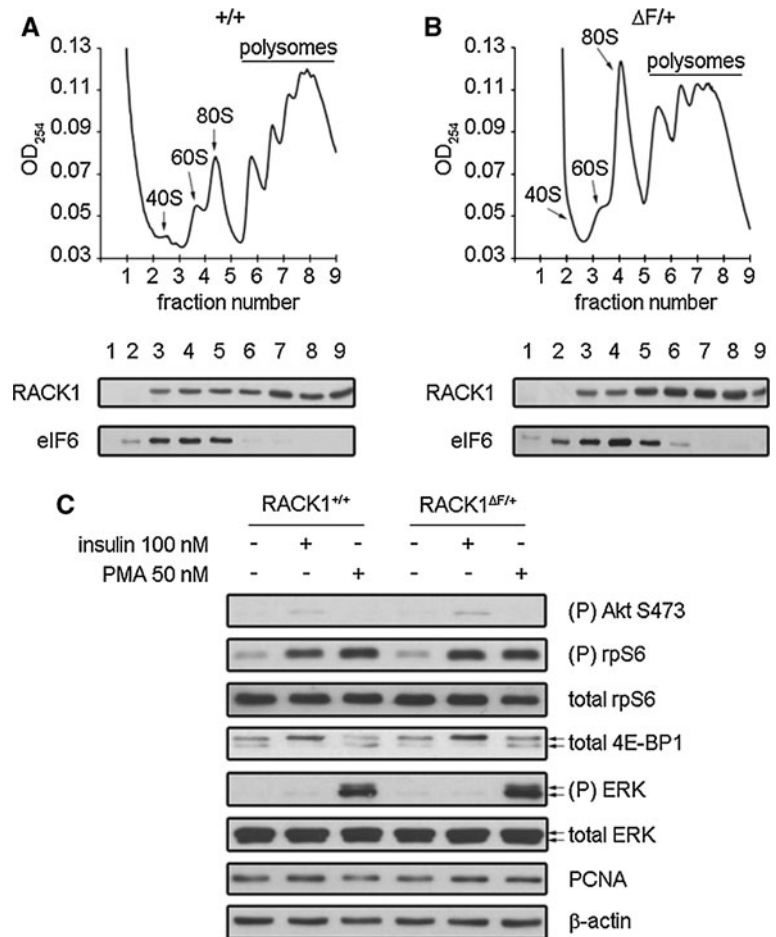 A
+/+
polysomes
0.13
0.11
0.09
0.07
0.05
0.03
OD254
40S
60S
80S
1 2 3 4 5 6 7 8 9
fraction number
1 2 3 4 5 6 7 8 9
RACK1
eIF6
B
ΔF/+
polysomes
0.13
0.11
0.09
0.07
0.05
0.03
OD254
40S
60S
80S
1 2 3 4 5 6 7 8 9
fraction number
1 2 3 4 5 6 7 8 9
RACK1
eIF6
C
RACK1+/+ RACK1ΔF/+
insulin 100 nM - + - - + -
PMA 50 nM - - + - - +
(P) Akt S473
(P) rpS6
total rpS6
total 4E-BP1
(P) ERK
total ERK
PCNA
β-actin